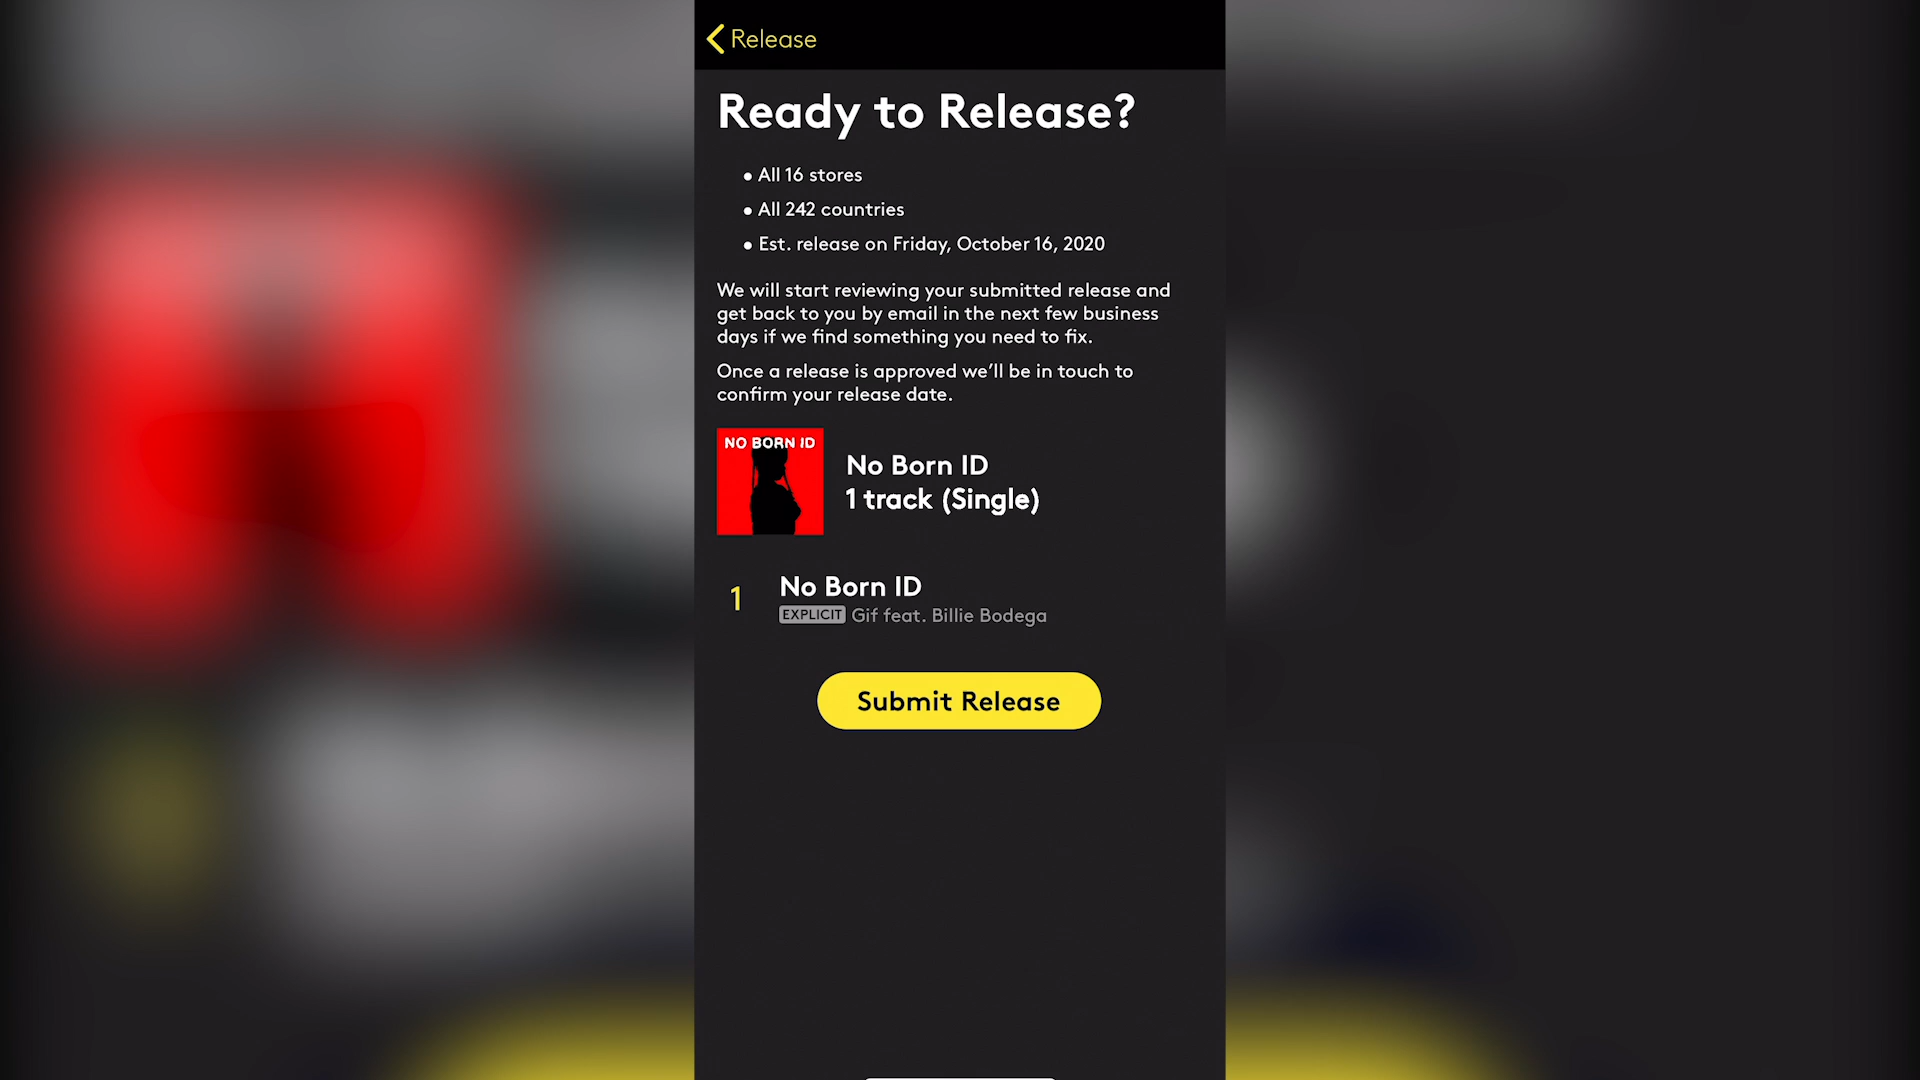 Release
Ready to Release?
• All 16 stores
• All 242 countries
• Est. release on Friday, October 16, 2020
We will start reviewing your submitted release and
get back to you by email in the next few business
days if we find something you need to fix.
Once a release is approved we’ll be in touch to
confirm your release date.
NO BORN ID
No Born ID
1 track (Single)
1
No Born ID
EXPLICIT Gif feat. Billie Bodega
Submit Release